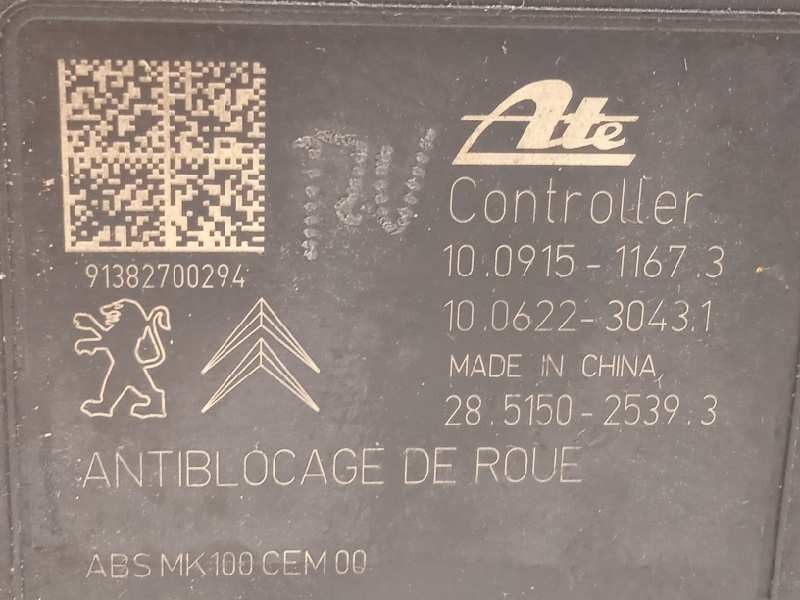 Ate
Controller
10.0915-1167.3
10.0622-3043.1
MADE IN CHINA
28.5150-2539.3
91382700294
ANTIBLOCAGE DE ROUE
ABS MK100 CEM 00